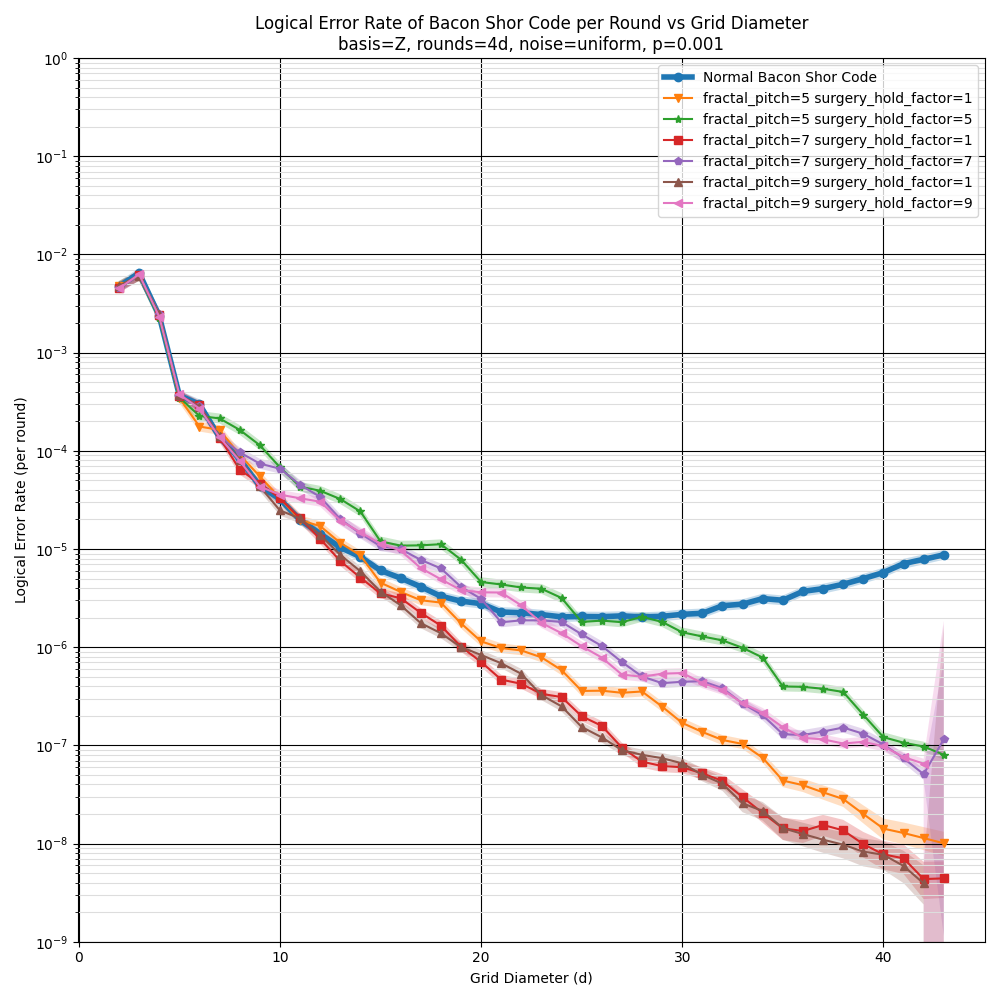 Logical Error Rate of Bacon Shor Code per Round vs Grid Diameter
basis=Z, rounds=4d, noise=uniform, p=0.001
Normal Bacon Shor Code
fractal_pitch=5 surgery_hold_factor=1
fractal_pitch=5 surgery_hold_factor=5
fractal_pitch=7 surgery_hold_factor=1
fractal_pitch=7 surgery_hold_factor=7
fractal_pitch=9 surgery_hold_factor=1
fractal_pitch=9 surgery_hold_factor=9
Logical Error Rate (per round)
10⁰
10⁻¹
10⁻²
10⁻³
10⁻⁴
10⁻⁵
10⁻⁶
10⁻⁷
10⁻⁸
10⁻⁹
0 10 20 30 40
Grid Diameter (d)